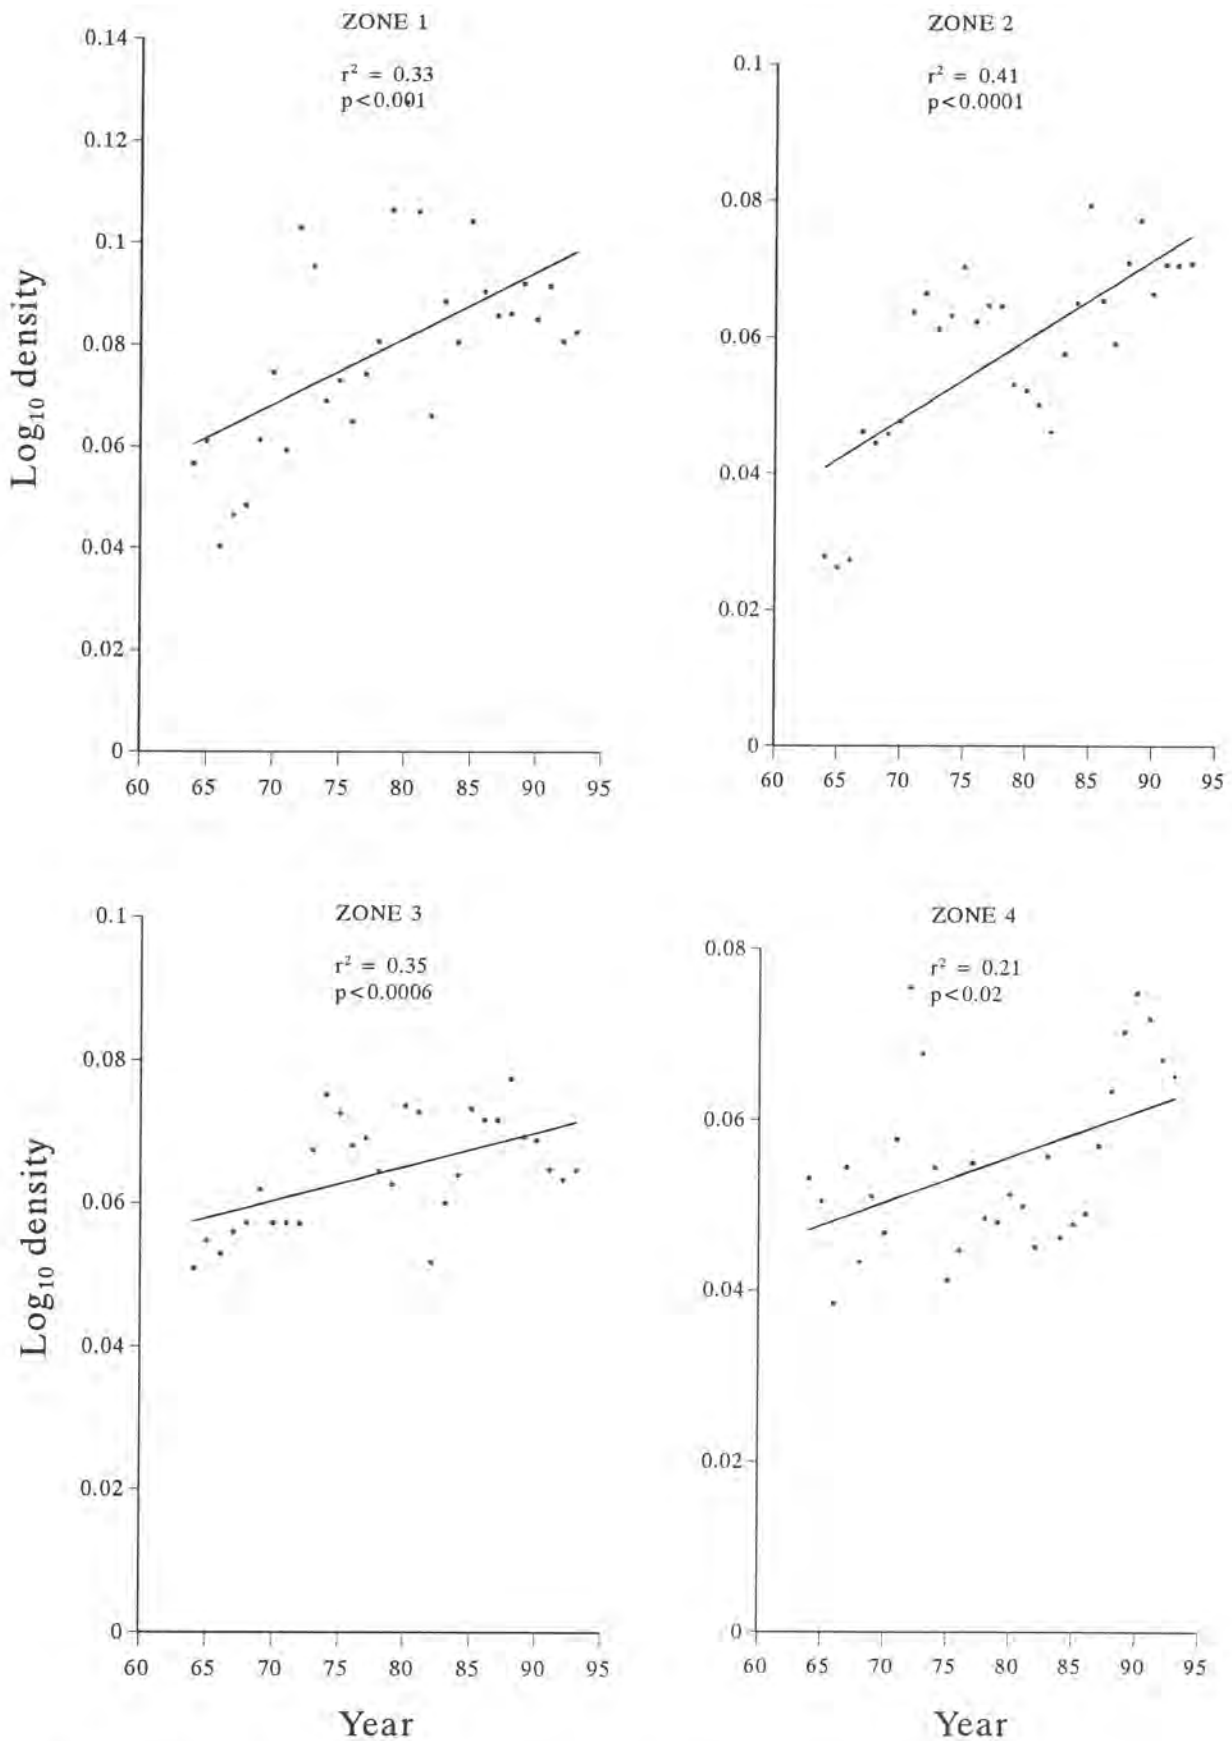 ZONE 1
r² = 0.33
p<0.001
0.14
0.12
0.1
0.08
0.06
0.04
0.02
0
60 65 70 75 80 85 90 95
Log₁₀ density
ZONE 2
r² = 0.41
p<0.0001
0.1
0.08
0.06
0.04
0.02
0
60 65 70 75 80 85 90 95
ZONE 3
r² = 0.35
p<0.0006
0.1
0.08
0.06
0.04
0.02
0
60 65 70 75 80 85 90 95
Log₁₀ density
Year
ZONE 4
r² = 0.21
p<0.02
0.08
0.06
0.04
0.02
0
60 65 70 75 80 85 90 95
Year